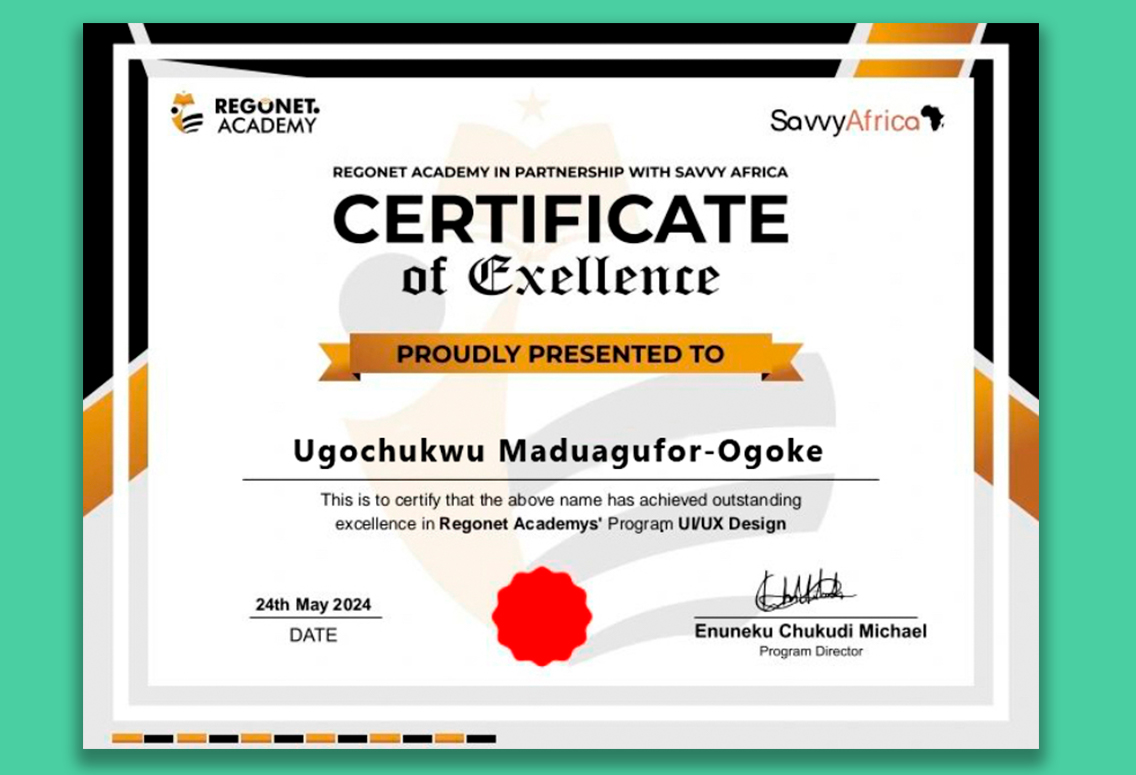 REGONET.
ACADEMY
SavvyAfrica
REGONET ACADEMY IN PARTNERSHIP WITH SAVVY AFRICA
CERTIFICATE
of Exellence
PROUDLY PRESENTED TO
Ugochukwu Maduagufor-Ogoke
This is to certify that the above name has achieved outstanding
excellence in Regonet Academys' Program UI/UX Design
24th May 2024
DATE
Enuneku Chukudi Michael
Program Director